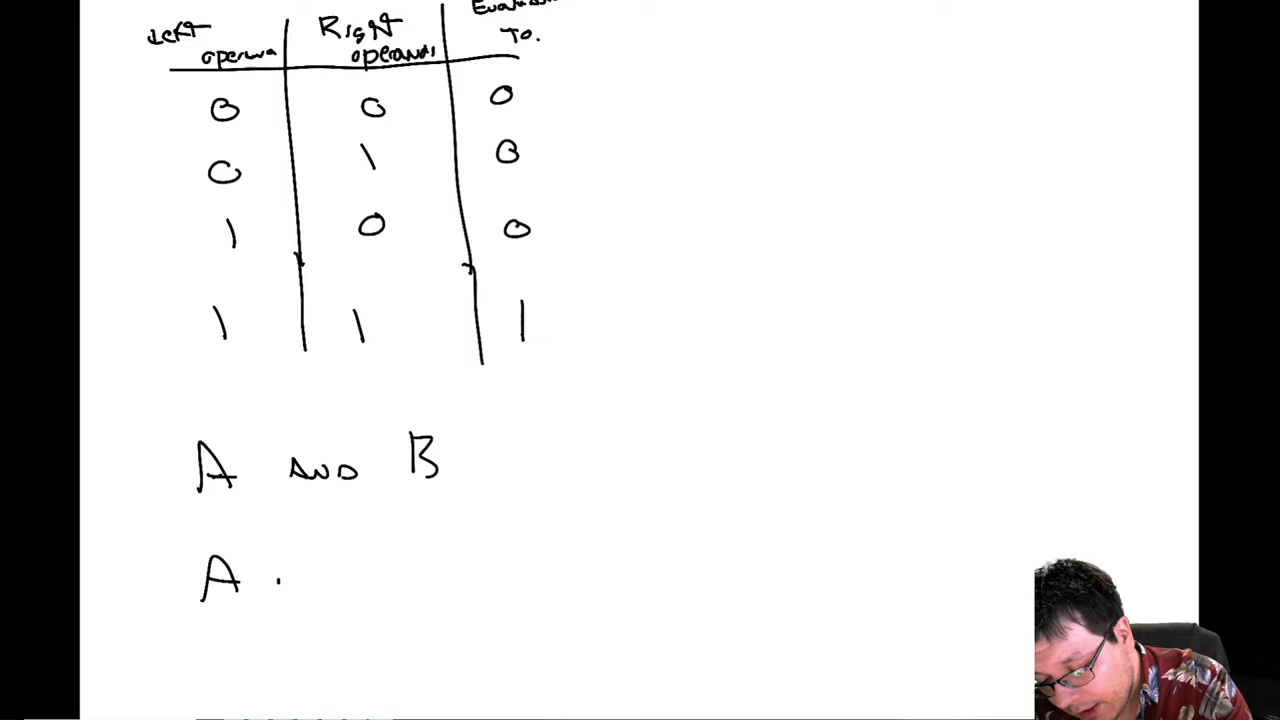 Left Right
operand operand To.
0 0 0
0 1 0
1 0 0
1 1 1
A AND B
A ·